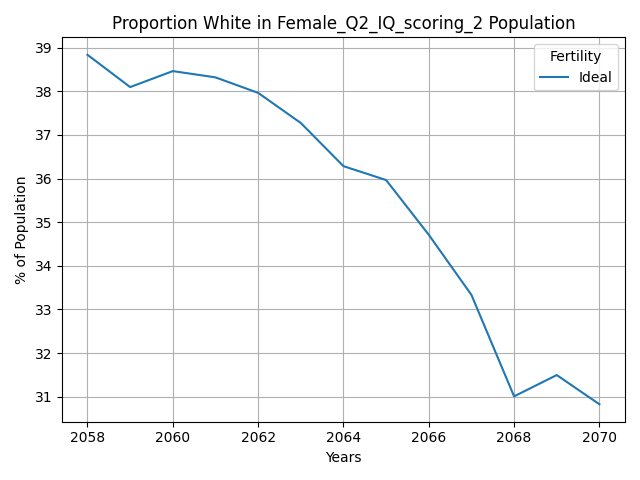 Proportion White in Female_Q2_IQ_scoring_2 Population
Fertility
Ideal
39
38
37
36
35
34
33
32
31
% of Population
2058 2060 2062 2064 2066 2068 2070
Years